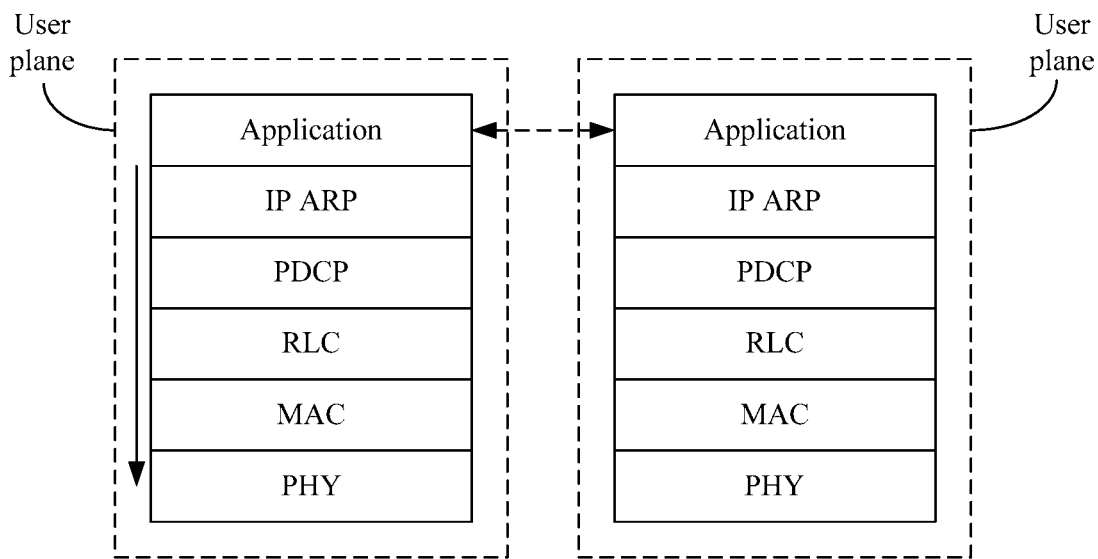 User
plane
User
plane
Application
Application
IP ARP
IP ARP
PDCP
PDCP
RLC
RLC
MAC
MAC
PHY
PHY